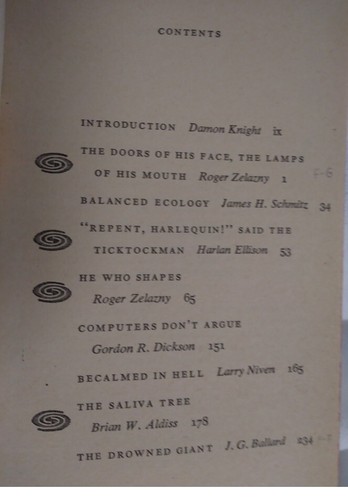 CONTENTS
INTRODUCTION Damon Knight ix
THE DOORS OF HIS FACE, THE LAMPS
OF HIS MOUTH Roger Zelazny 1
BALANCED ECOLOGY James H. Schmitz 34
"REPENT, HARLEQUIN!" SAID THE
TICKTOCKMAN Harlan Ellison 53
HE WHO SHAPES
Roger Zelazny 65
COMPUTERS DON'T ARGUE
Gordon R. Dickson 151
BECALMED IN HELL Larry Niven 165
THE SALIVA TREE
Brian W. Aldiss 178
THE DROWNED GIANT J. G. Ballard 234